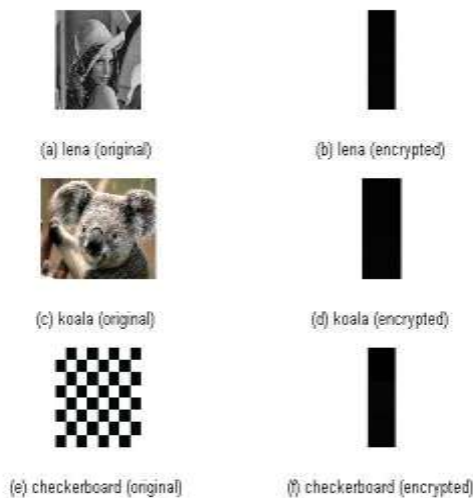 (a) lena (original)
(b) lena (encrypted)
(c) koala (original)
(d) koala (encrypted)
(e) checkerboard (original)
(f) checkerboard (encrypted)